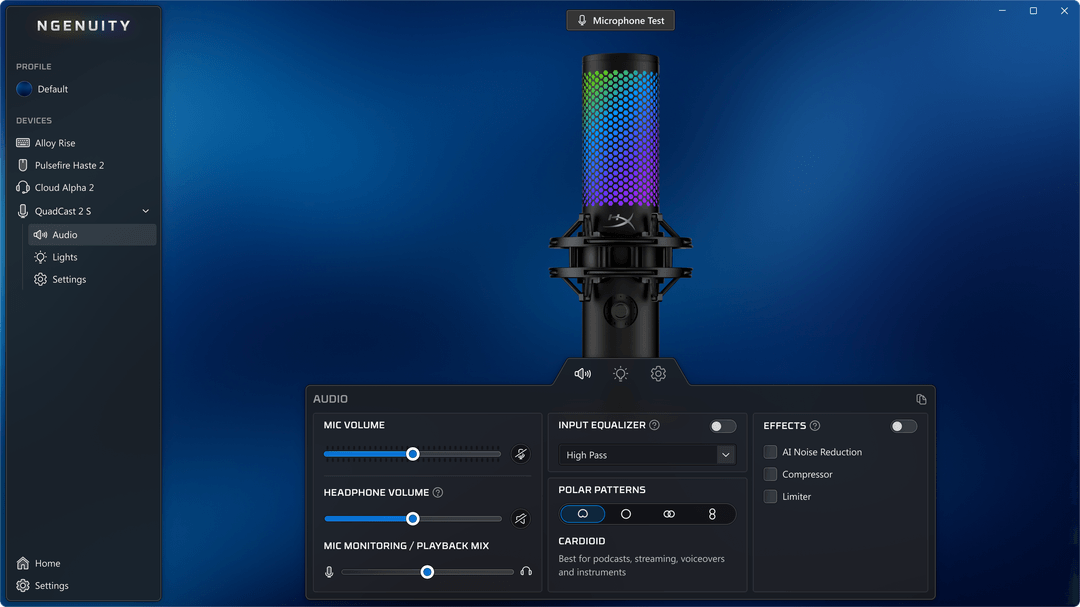 NGENUITY
Microphone Test
PROFILE
Default
DEVICES
Alloy Rise
Pulsefire Haste 2
Cloud Alpha 2
QuadCast 2 S
Audio
Lights
Settings
Home
Settings
AUDIO
MIC VOLUME
HEADPHONE VOLUME
MIC MONITORING / PLAYBACK MIX
INPUT EQUALIZER
High Pass
POLAR PATTERNS
CARDIOID
Best for podcasts, streaming, voiceovers
and instruments
EFFECTS
AI Noise Reduction
Compressor
Limiter